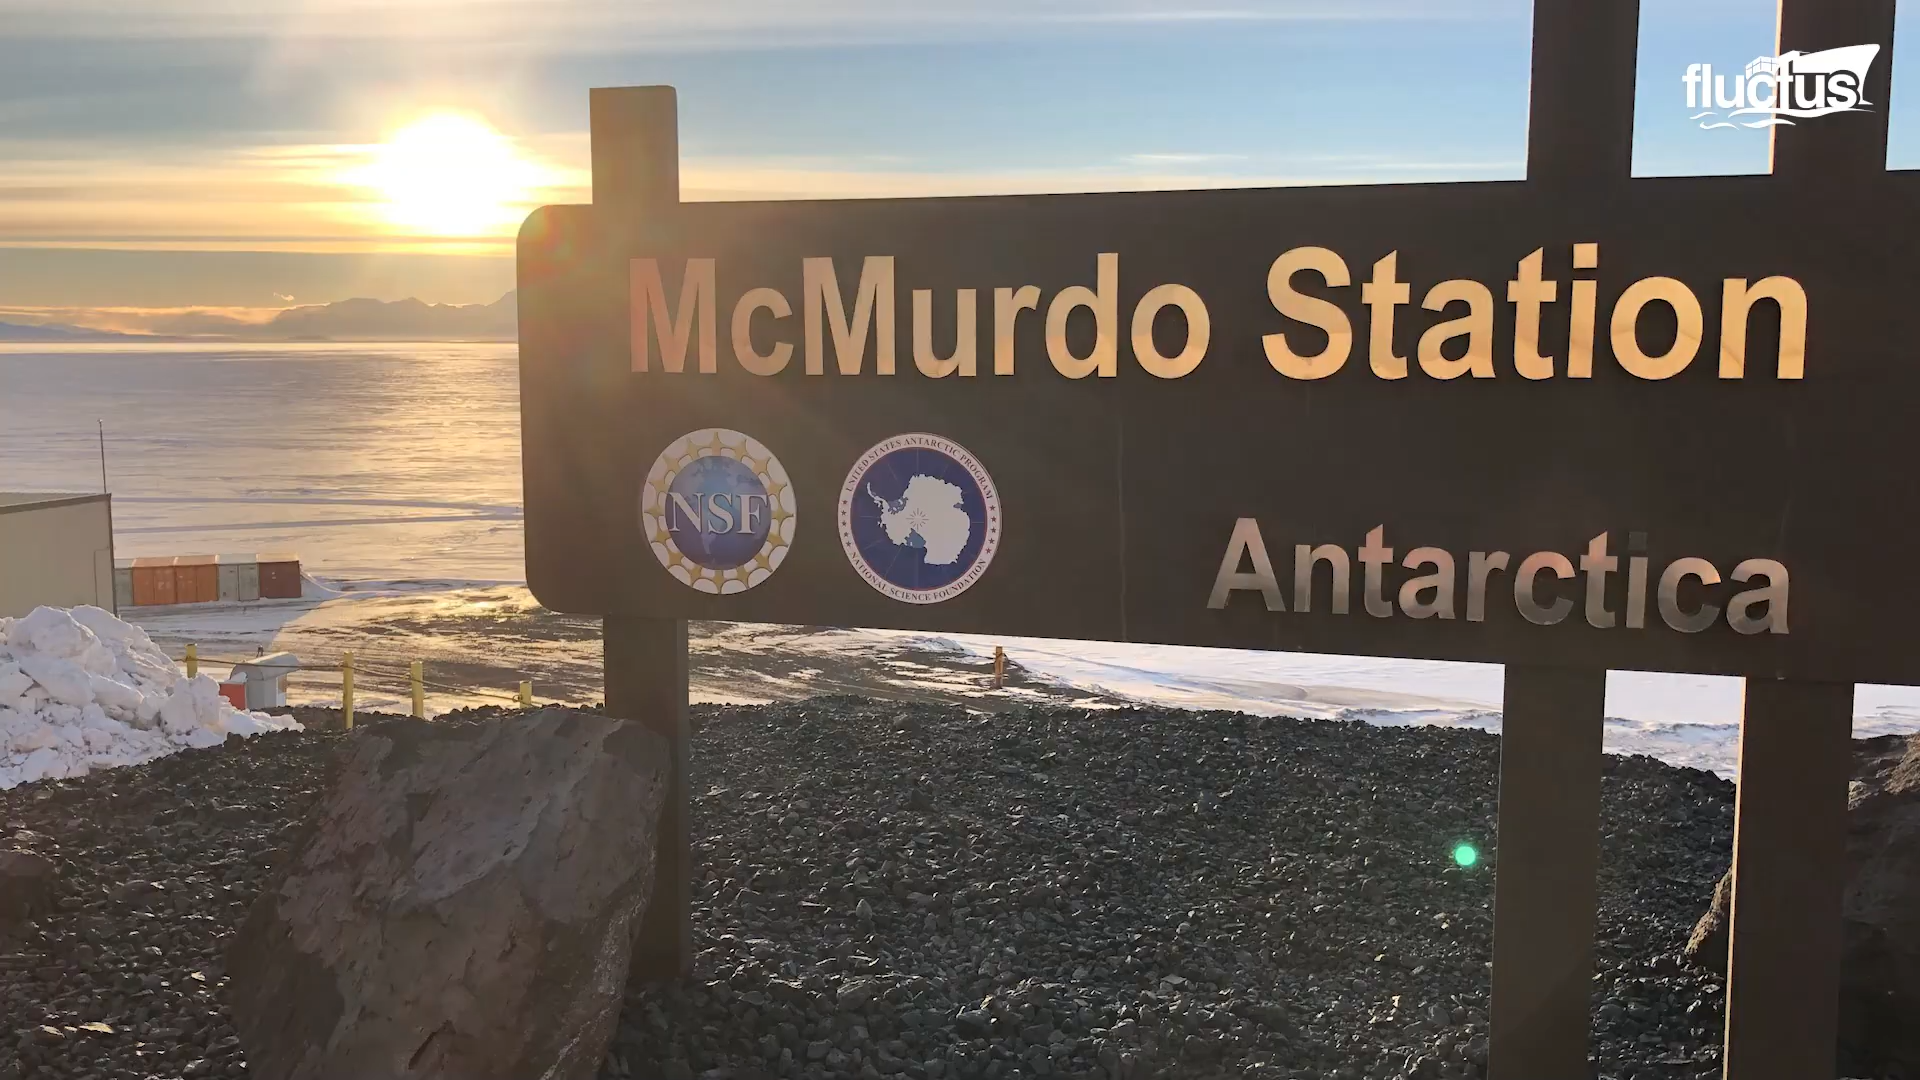 fluctus
McMurdo Station
NSF
UNITED STATES ANTARCTIC PROGRAM
NATIONAL SCIENCE FOUNDATION
Antarctica